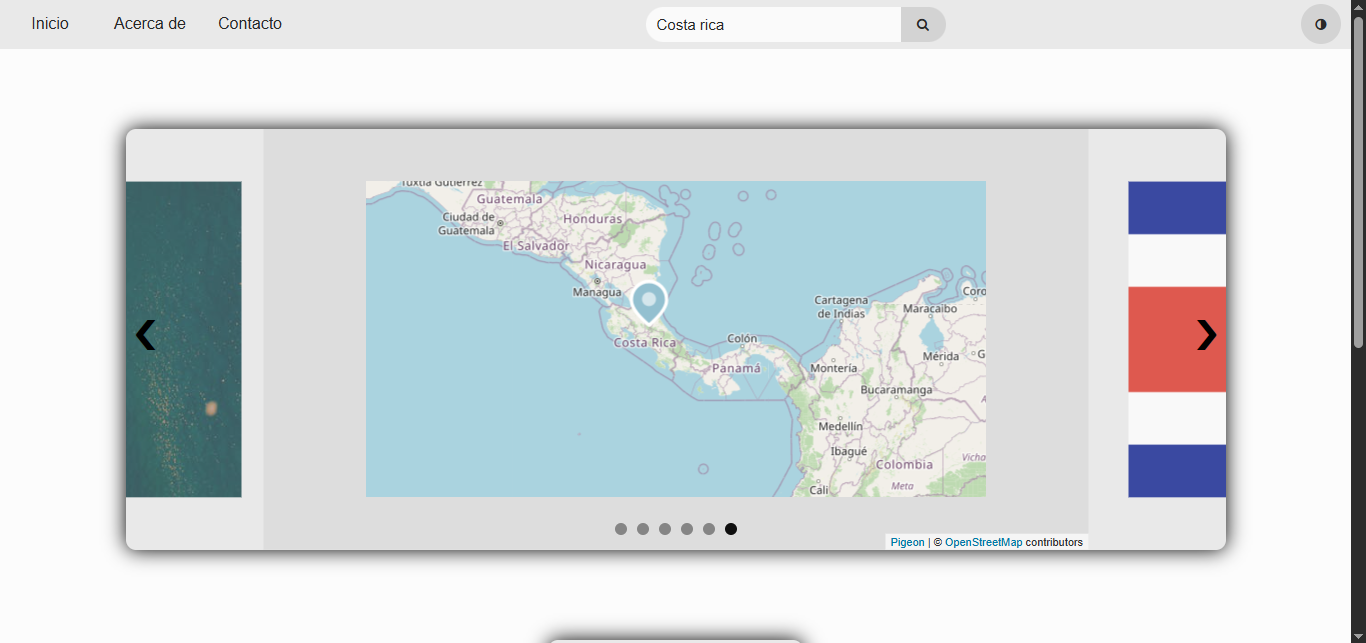 Inicio Acerca de Contacto
Costa rica
Tuxtla Gutiérrez
Guatemala
Ciudad de
Guatemala
Honduras
El Salvador
Nicaragua
Managua
Costa Rica
Colón
Panamá
Cartagena
de Indias
Maracaibo
Coro
Mérida
Montería
Bucaramanga
Medellín
Ibagué
Colombia
Vicha
Meta
Cali
Pigeon | © OpenStreetMap contributors